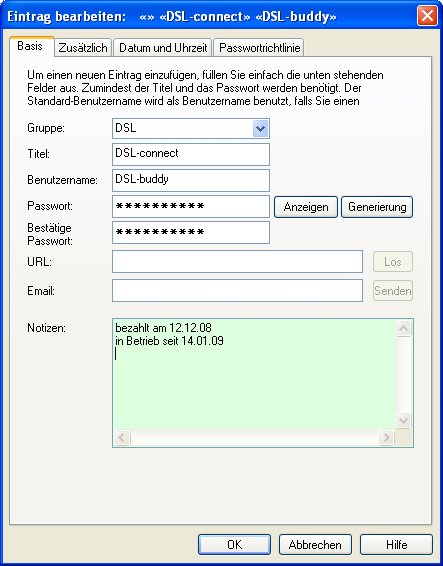 Eintrag bearbeiten: «» «DSL-connect» «DSL-buddy»
Basis Zusätzlich Datum und Uhrzeit Passwortrichtlinie
Um einen neuen Eintrag einzufügen, füllen Sie einfach die unten stehenden
Felder aus. Zumindest der Titel und das Passwort werden benötigt. Der
Standard-Benutzername wird als Benutzername benutzt, falls Sie einen
Gruppe: DSL
Titel: DSL-connect
Benutzername: DSL-buddy
Passwort: ********** Anzeigen Generierung
Bestätige
Passwort: **********
URL: Los
Email: Senden
Notizen: bezahlt am 12.12.08
in Betrieb seit 14.01.09
OK Abbrechen Hilfe